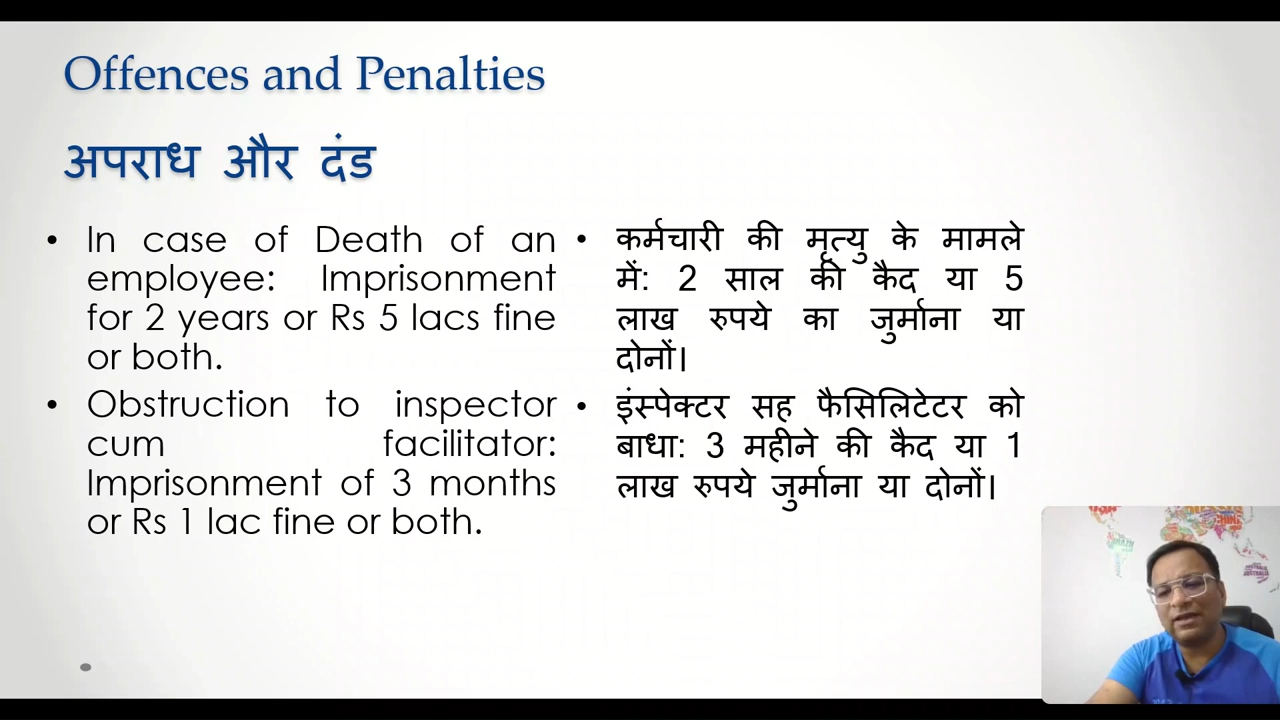 Offences and Penalties
अपराध और दंड
• In case of Death of an
employee: Imprisonment
for 2 years or Rs 5 lacs fine
or both.
• Obstruction to inspector
cum facilitator:
Imprisonment of 3 months
or Rs 1 lac fine or both.
• कर्मचारी की मृत्यु के मामले
में: 2 साल की कैद या 5
लाख रुपये का जुर्माना या
दोनों।
• इंस्पेक्टर सह फैसिलिटेटर को
बाधा: 3 महीने की कैद या 1
लाख रुपये जुर्माना या दोनों।
USA
AUSTRALIA